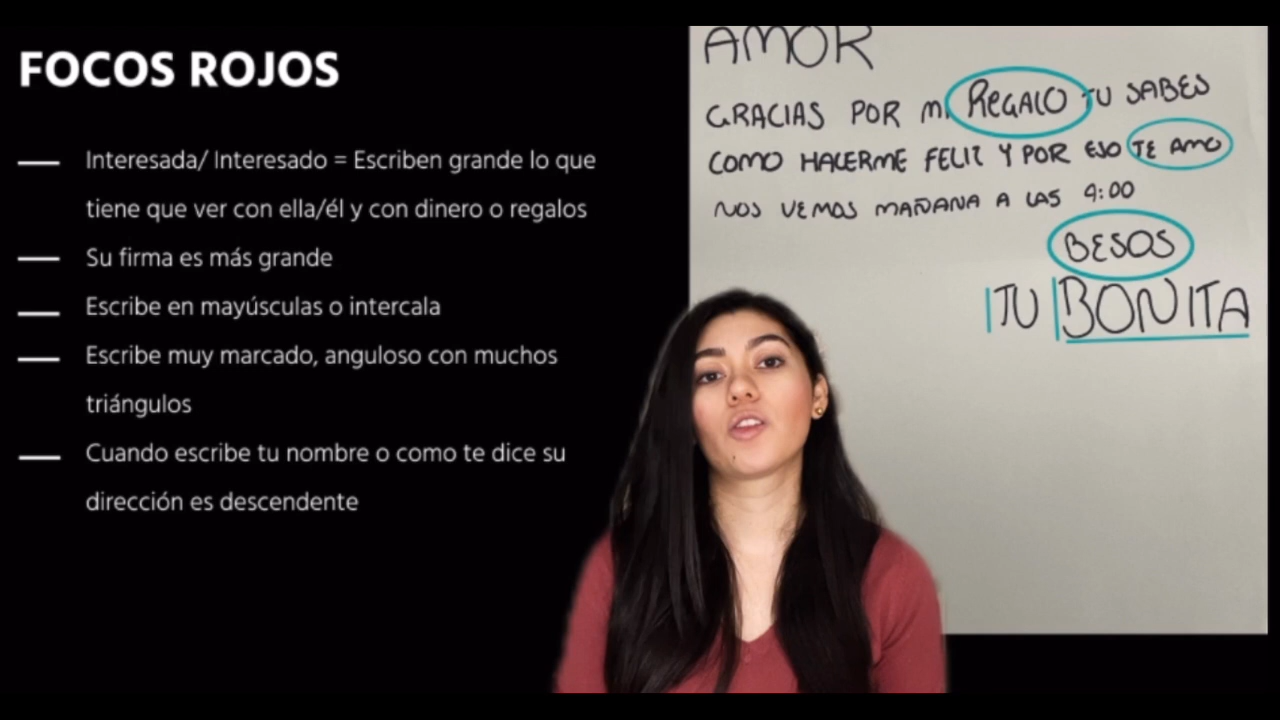 FOCOS ROJOS
Interesada/ Interesado = Escriben grande lo que
tiene que ver con ella/él y con dinero o regalos
Su firma es más grande
Escribe en mayúsculas o intercala
Escribe muy marcado, anguloso con muchos
triángulos
Cuando escribe tu nombre o como te dice su
dirección es descendente
AMOR
GRACIAS POR MI REGALO TU SABES
COMO HACERME FELIZ Y POR ESO TE AMO
NOS VEMOS MAÑANA A LAS 4:00
BESOS
TU BONITA